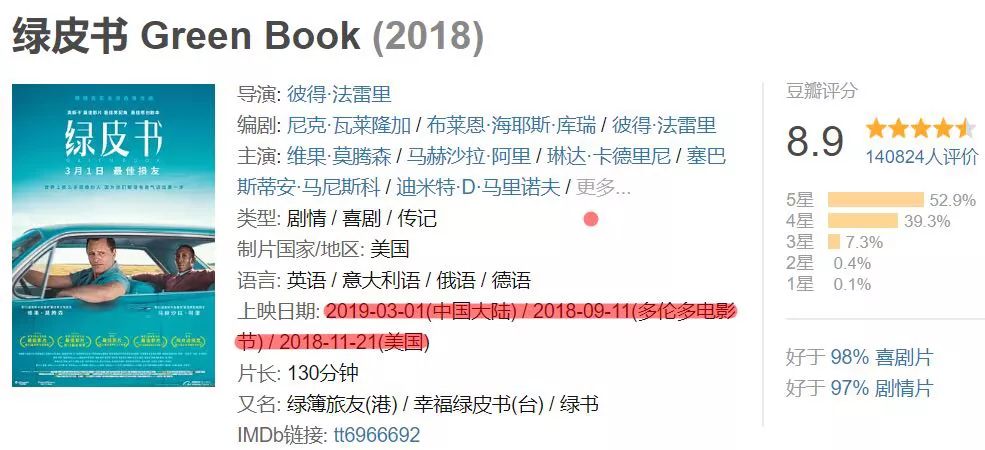 绿皮书 Green Book (2018)
绿皮书
GREEN BOOK
3月1日 最佳损友
导演: 彼得·法雷里
编剧: 尼克·瓦莱隆加 / 布莱恩·海耶斯·库瑞 / 彼得·法雷里
主演: 维果·莫腾森 / 马赫沙拉·阿里 / 琳达·卡德里尼 / 塞巴
斯蒂安·马尼斯科 / 迪米特·D·马里诺夫 / 更多...
类型: 剧情 / 喜剧 / 传记
制片国家/地区: 美国
语言: 英语 / 意大利语 / 俄语 / 德语
上映日期: 2019-03-01(中国大陆) / 2018-09-11(多伦多电影
节) / 2018-11-21(美国)
片长: 130分钟
又名: 绿簿旅友(港) / 幸福绿皮书(台) / 绿书
IMDb链接: tt6966692
豆瓣评分
8.9
140824人评价
5星 52.9%
4星 39.3%
3星 7.3%
2星 0.4%
1星 0.1%
好于 98% 喜剧片
好于 97% 剧情片